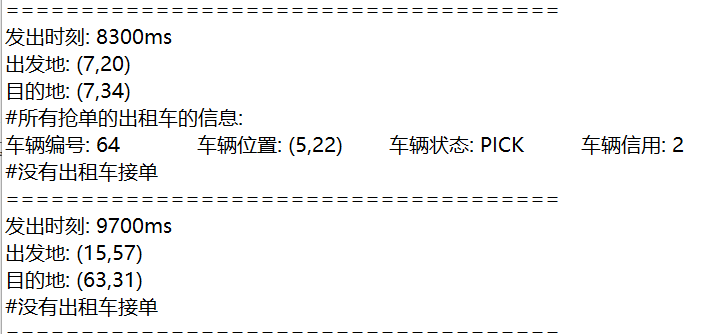 =====================================
发出时刻: 8300ms
出发地: (7,20)
目的地: (7,34)
#所有抢单的出租车的信息:
车辆编号: 64 车辆位置: (5,22) 车辆状态: PICK 车辆信用: 2
#没有出租车接单
=====================================
发出时刻: 9700ms
出发地: (15,57)
目的地: (63,31)
#没有出租车接单
=====================================